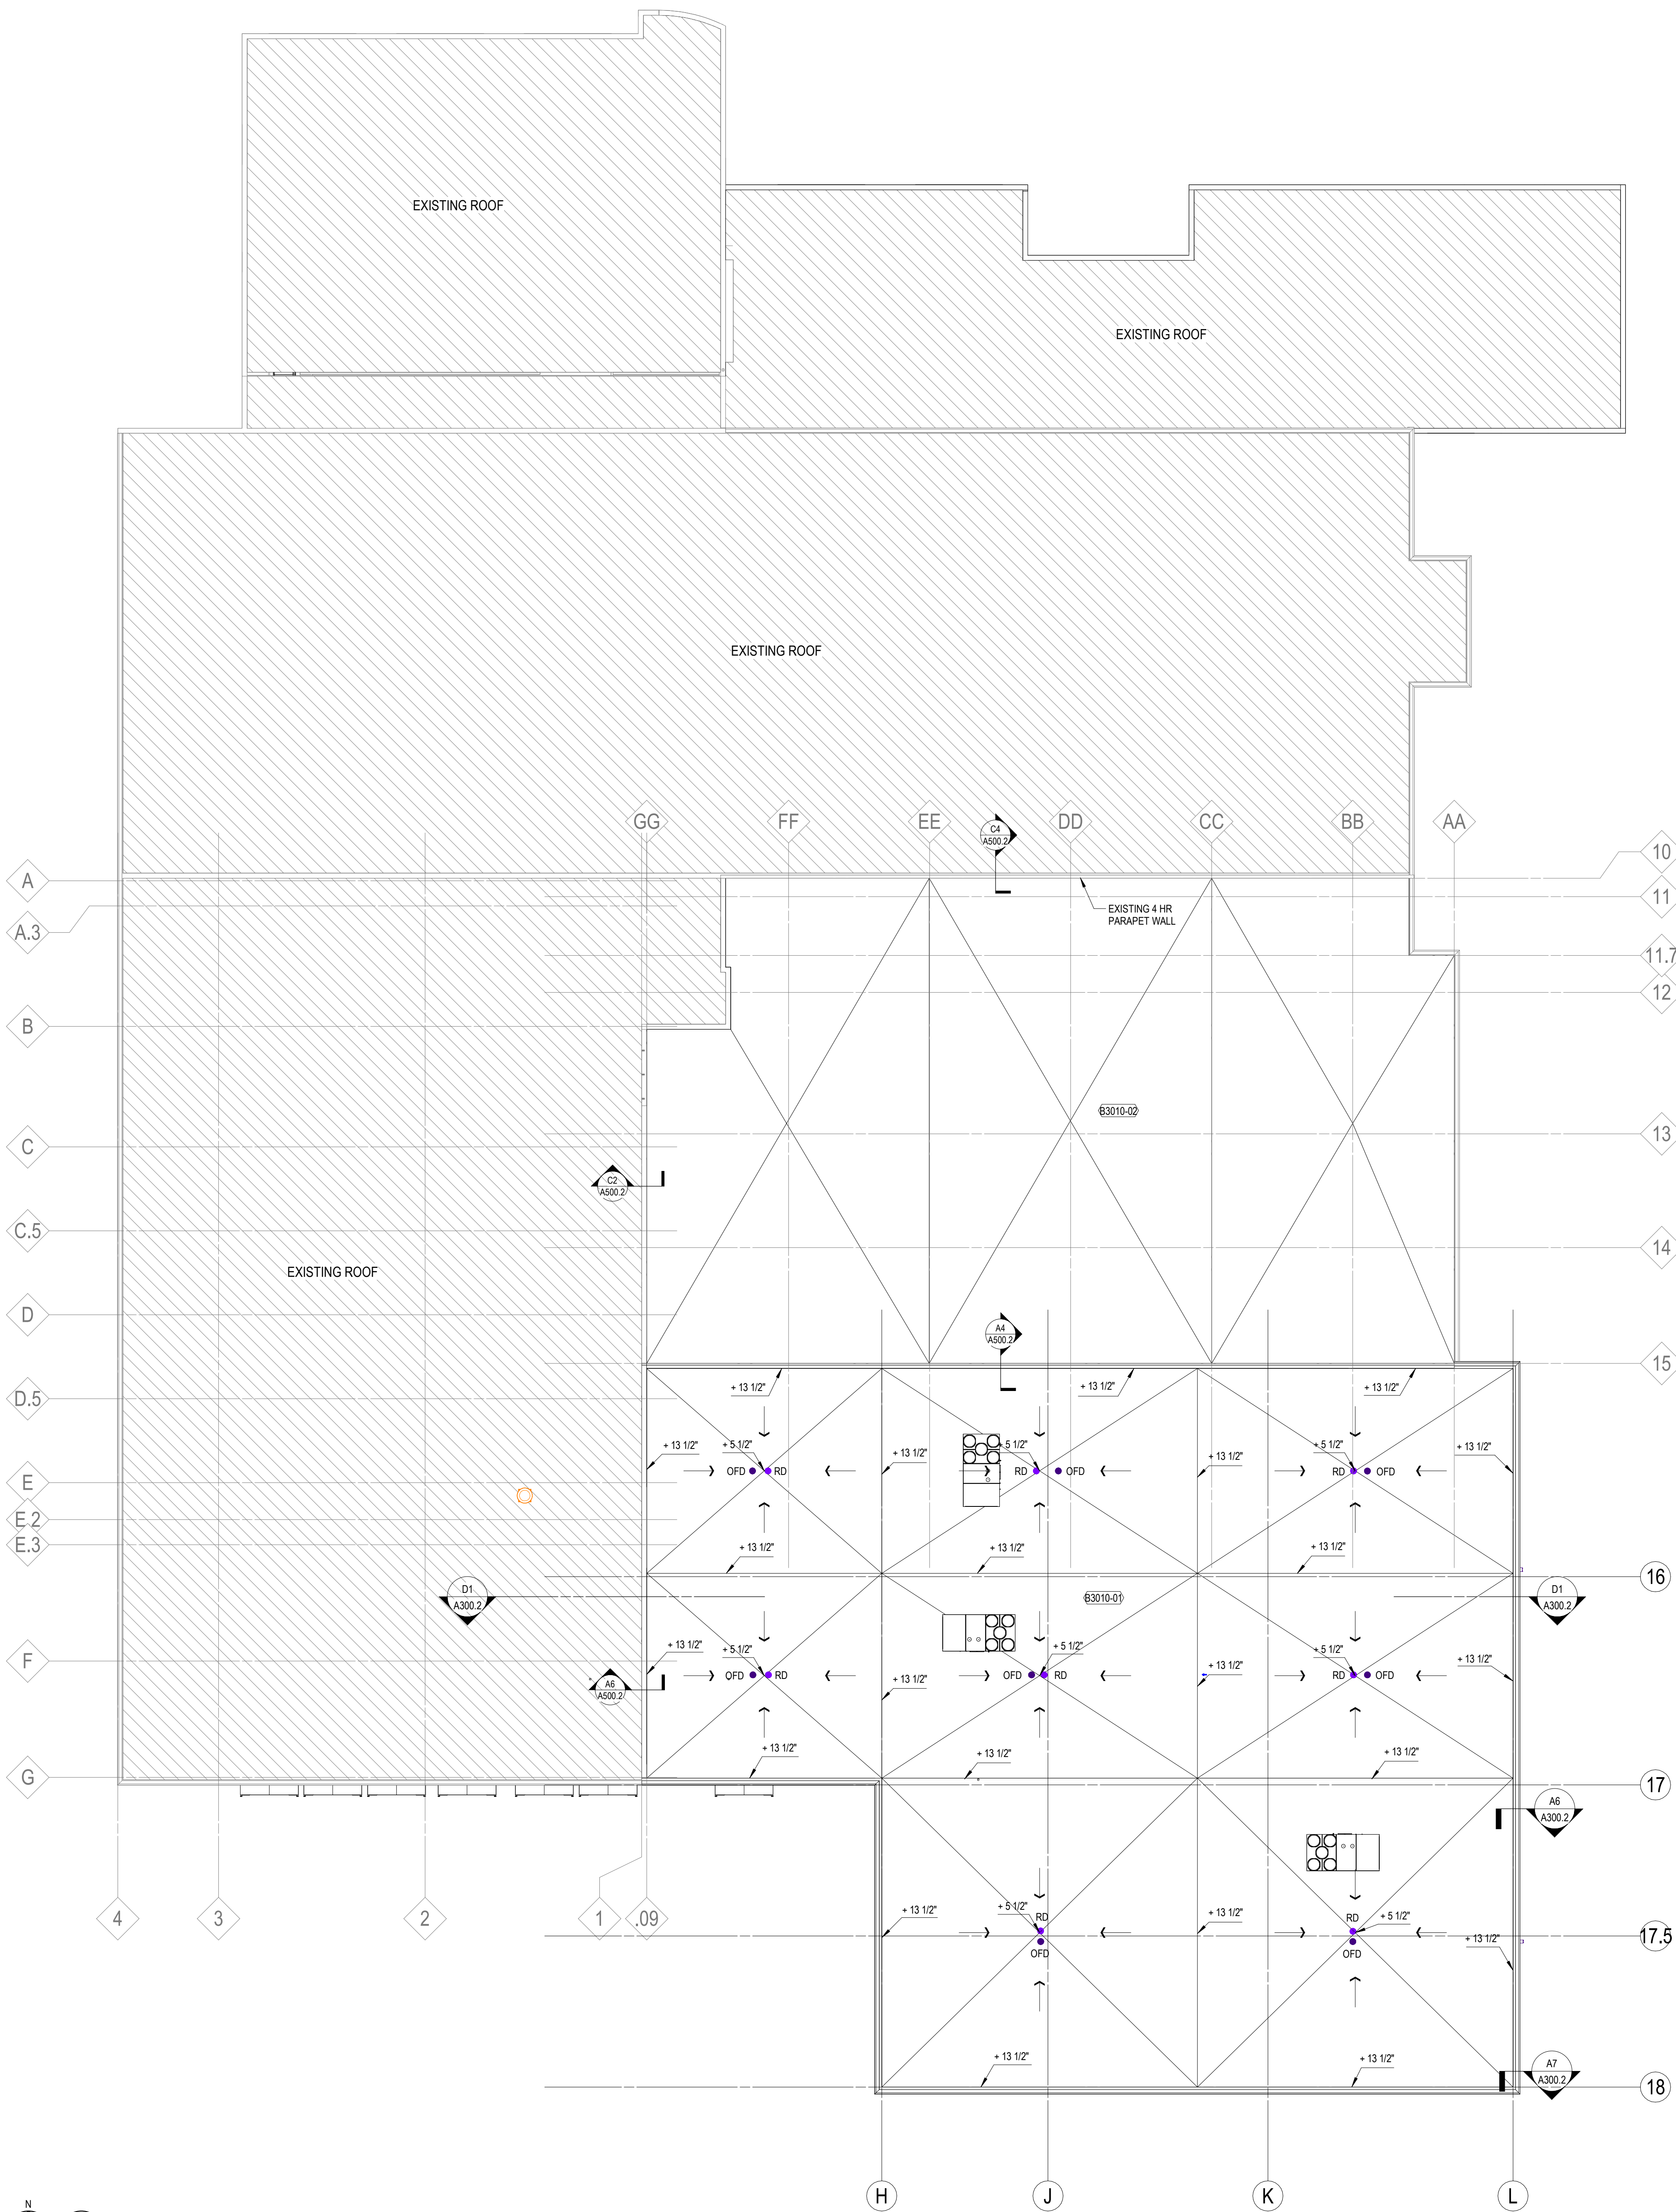 EXISTING ROOF
EXISTING ROOF
EXISTING ROOF
GG
FF
EE
C4
A500.2
DD
CC
BB
AA
10
A
11
EXISTING 4 HR
PARAPET WALL
A.3
11.7
12
B
B3010-02
13
C
C2
A500.2
C.5
14
EXISTING ROOF
D
A4
A500.2
15
D.5
+ 13 1/2"
+ 13 1/2"
+ 13 1/2"
+ 13 1/2"
+ 5 1/2"
+ 13 1/2"
+ 5 1/2"
+ 13 1/2"
+ 5 1/2"
+ 13 1/2"
OFD
RD
RD
OFD
RD
OFD
E
E.2
E.3
+ 13 1/2"
+ 13 1/2"
+ 13 1/2"
16
D1
A300.2
B3010-01
D1
A300.2
F
+ 13 1/2"
+ 5 1/2"
+ 5 1/2"
+ 13 1/2"
+ 5 1/2"
+ 13 1/2"
OFD
RD
+ 13 1/2"
OFD
RD
RD
OFD
A6
A500.2
+ 13 1/2"
+ 13 1/2"
+ 13 1/2"
G
17
A6
A300.2
4
3
2
1
.09
+ 13 1/2"
+ 5 1/2"
RD
OFD
+ 13 1/2"
RD
+ 5 1/2"
OFD
+ 13 1/2"
17.5
+ 13 1/2"
+ 13 1/2"
A7
A300.2
18
H
J
K
L
N